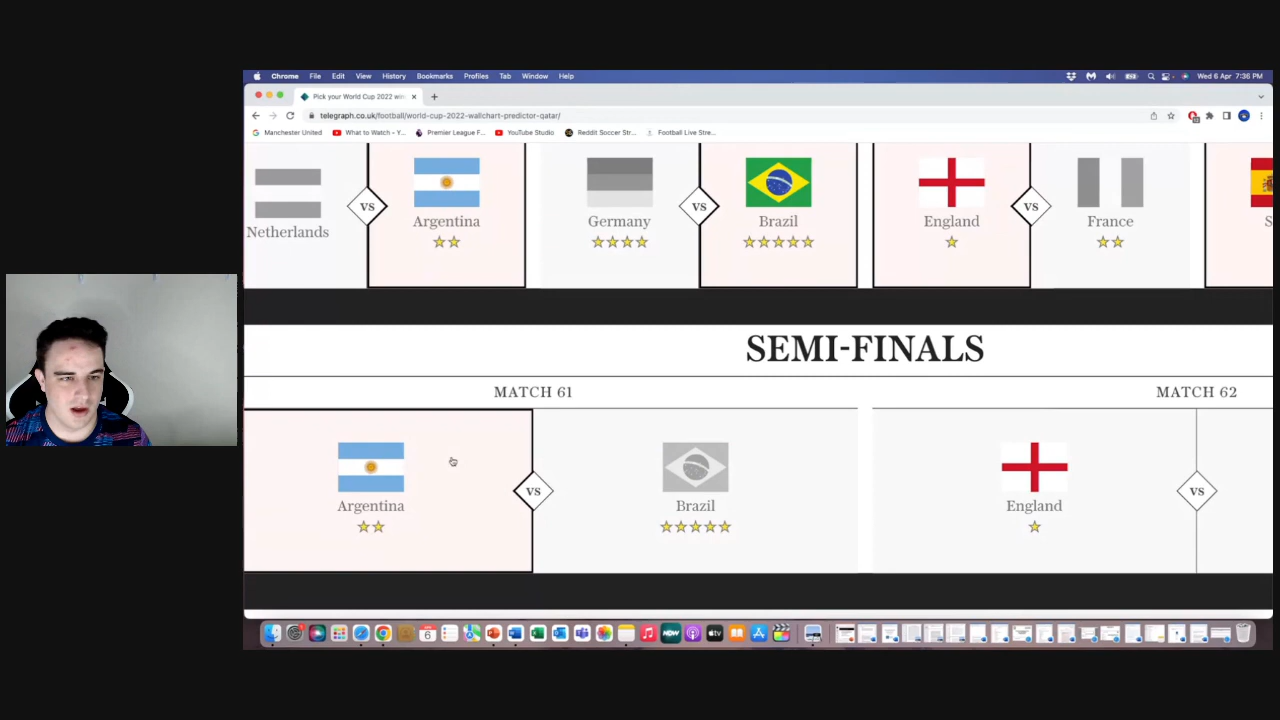 Chrome File Edit View History Bookmarks Profiles Tab Window Help Wed 6 Apr 7:36 PM
Pick your World Cup 2022 win
telegraph.co.uk/football/world-cup-2022-wallchart-predictor-qatar/
Manchester United What to Watch – Y... Premier League F... YouTube Studio Reddit Soccer Str... Football Live Stre...
Netherlands vs Argentina Germany vs Brazil England vs France S
SEMI-FINALS
MATCH 61 MATCH 62
Argentina vs Brazil England vs